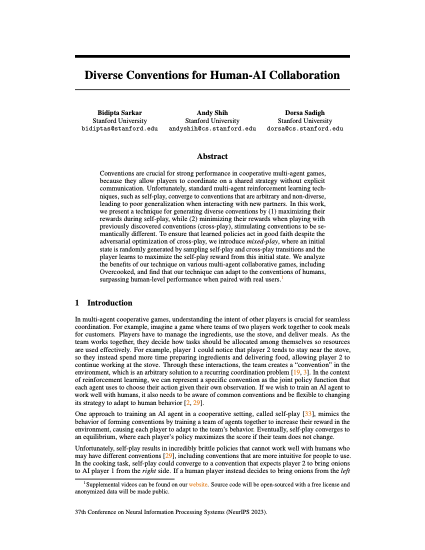 Diverse Conventions for Human-AI Collaboration
Bidipta Sarkar
Stanford University
bidiptas@stanford.edu
Andy Shih
Stanford University
andyshih@cs.stanford.edu
Dorsa Sadigh
Stanford University
dorsa@cs.stanford.edu
Abstract
Conventions are crucial for strong performance in cooperative multi-agent games,
because they allow players to coordinate on a shared strategy without explicit
communication. Unfortunately, standard multi-agent reinforcement learning tech-
niques, such as self-play, converge to conventions that are arbitrary and non-diverse,
leading to poor generalization when interacting with new partners. In this work,
we present a technique for generating diverse conventions by (1) maximizing their
rewards during self-play, while (2) minimizing their rewards when playing with
previously discovered conventions (cross-play), stimulating conventions to be se-
mantically different. To ensure that learned policies act in good faith despite the
adversarial optimization of cross-play, we introduce mixed-play, where an initial
state is randomly generated by sampling self-play and cross-play transitions and the
player learns to maximize the self-play reward from this initial state. We analyze
the benefits of our technique on various multi-agent collaborative games, including
Overcooked, and find that our technique can adapt to the conventions of humans,
surpassing human-level performance when paired with real users.1
1 Introduction
In multi-agent cooperative games, understanding the intent of other players is crucial for seamless
coordination. For example, imagine a game where teams of two players work together to cook meals
for customers. Players have to manage the ingredients, use the stove, and deliver meals. As the
team works together, they decide how tasks should be allocated among themselves so resources
are used effectively. For example, player 1 could notice that player 2 tends to stay near the stove,
so they instead spend more time preparing ingredients and delivering food, allowing player 2 to
continue working at the stove. Through these interactions, the team creates a “convention” in the
environment, which is an arbitrary solution to a recurring coordination problem [19, 3]. In the context
of reinforcement learning, we can represent a specific convention as the joint policy function that
each agent uses to choose their action given their own observation. If we wish to train an AI agent to
work well with humans, it also needs to be aware of common conventions and be flexible to changing
its strategy to adapt to human behavior [2, 29].
One approach to training an AI agent in a cooperative setting, called self-play [33], mimics the
behavior of forming conventions by training a team of agents together to increase their reward in the
environment, causing each player to adapt to the team's behavior. Eventually, self-play converges to
an equilibrium, where each player's policy maximizes the score if their team does not change.
Unfortunately, self-play results in incredibly brittle policies that cannot work well with humans who
may have different conventions [29], including conventions that are more intuitive for people to use.
In the cooking task, self-play could converge to a convention that expects player 2 to bring onions
to AI player 1 from the right side. If a human player instead decides to bring onions from the left
1Supplemental videos can be found on our website. Source code will be open-sourced with a free license and
anonymized data will be made public.
37th Conference on Neural Information Processing Systems (NeurIPS 2023).